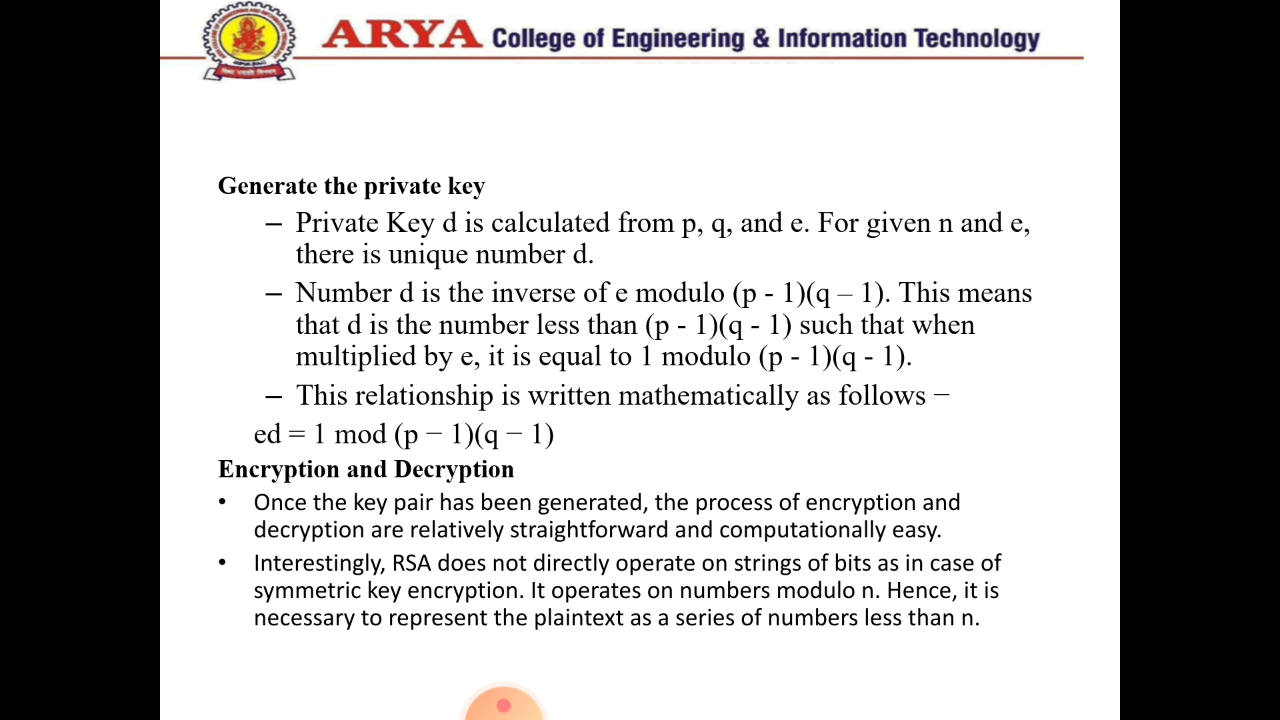 ARYA College of Engineering & Information Technology
Generate the private key
– Private Key d is calculated from p, q, and e. For given n and e,
there is unique number d.
– Number d is the inverse of e modulo (p - 1)(q – 1). This means
that d is the number less than (p - 1)(q - 1) such that when
multiplied by e, it is equal to 1 modulo (p - 1)(q - 1).
– This relationship is written mathematically as follows −
ed = 1 mod (p − 1)(q − 1)
Encryption and Decryption
• Once the key pair has been generated, the process of encryption and
decryption are relatively straightforward and computationally easy.
• Interestingly, RSA does not directly operate on strings of bits as in case of
symmetric key encryption. It operates on numbers modulo n. Hence, it is
necessary to represent the plaintext as a series of numbers less than n.